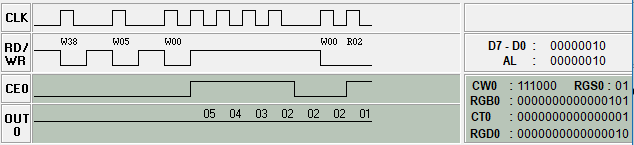 CLK
RD/
WR
W38 W05 W00 W00 R02
D7 - D0 : 00000010
AL : 00000010
CE0
CW0 : 111000 RGS0 : 01
RGB0 : 0000000000000101
OUT
0
05 04 03 02 02 02 01
CT0 : 0000000000000001
RGD0 : 0000000000000010